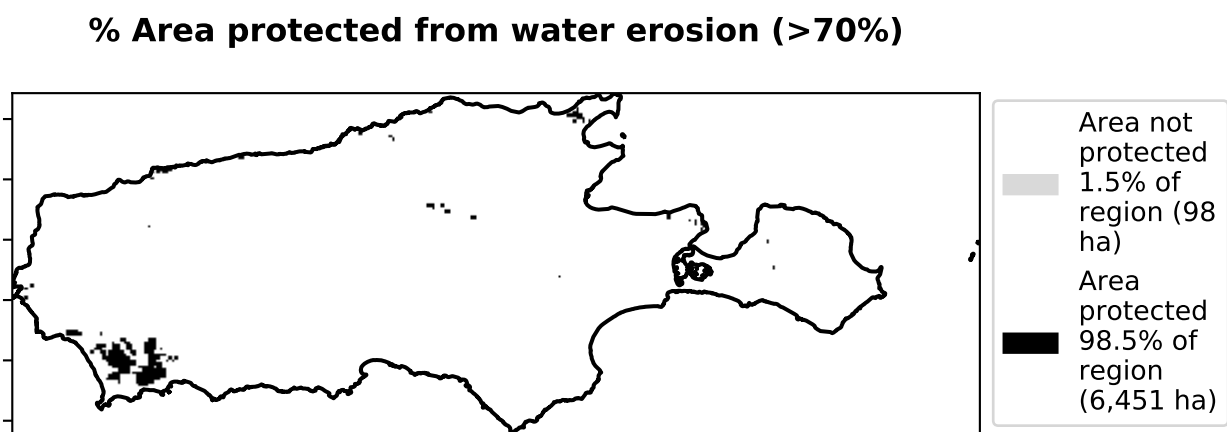 % Area protected from water erosion (>70%)
Area not
protected
1.5% of
region (98
ha)
Area
protected
98.5% of
region
(6,451 ha)